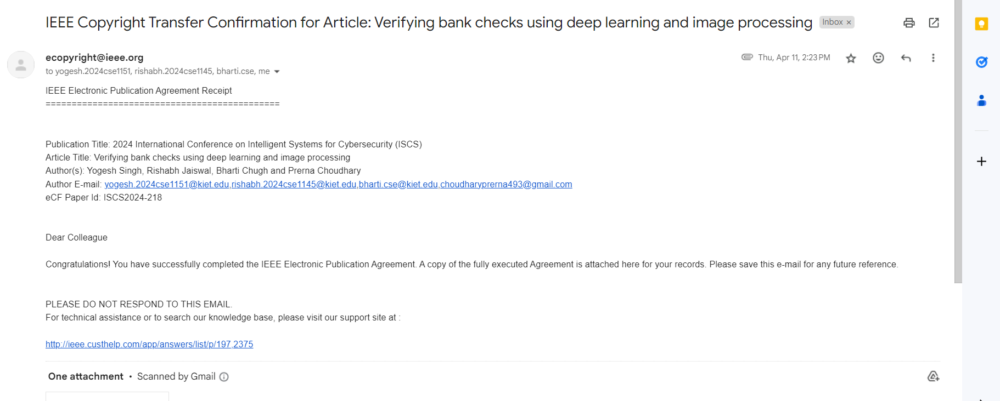 IEEE Copyright Transfer Confirmation for Article: Verifying bank checks using deep learning and image processing Inbox ×
ecopyright@ieee.org Thu, Apr 11, 2:23 PM
to yogesh.2024cse1151, rishabh.2024cse1145, bharti.cse, me
IEEE Electronic Publication Agreement Receipt
=============================================
Publication Title: 2024 International Conference on Intelligent Systems for Cybersecurity (ISCS)
Article Title: Verifying bank checks using deep learning and image processing
Author(s): Yogesh Singh, Rishabh Jaiswal, Bharti Chugh and Prerna Choudhary
Author E-mail: yogesh.2024cse1151@kiet.edu,rishabh.2024cse1145@kiet.edu,bharti.cse@kiet.edu,choudharyprerna493@gmail.com
eCF Paper Id: ISCS2024-218
Dear Colleague
Congratulations! You have successfully completed the IEEE Electronic Publication Agreement. A copy of the fully executed Agreement is attached here for your records. Please save this e-mail for any future reference.
PLEASE DO NOT RESPOND TO THIS EMAIL.
For technical assistance or to search our knowledge base, please visit our support site at :
http://ieee.custhelp.com/app/answers/list/p/197,2375
One attachment • Scanned by Gmail